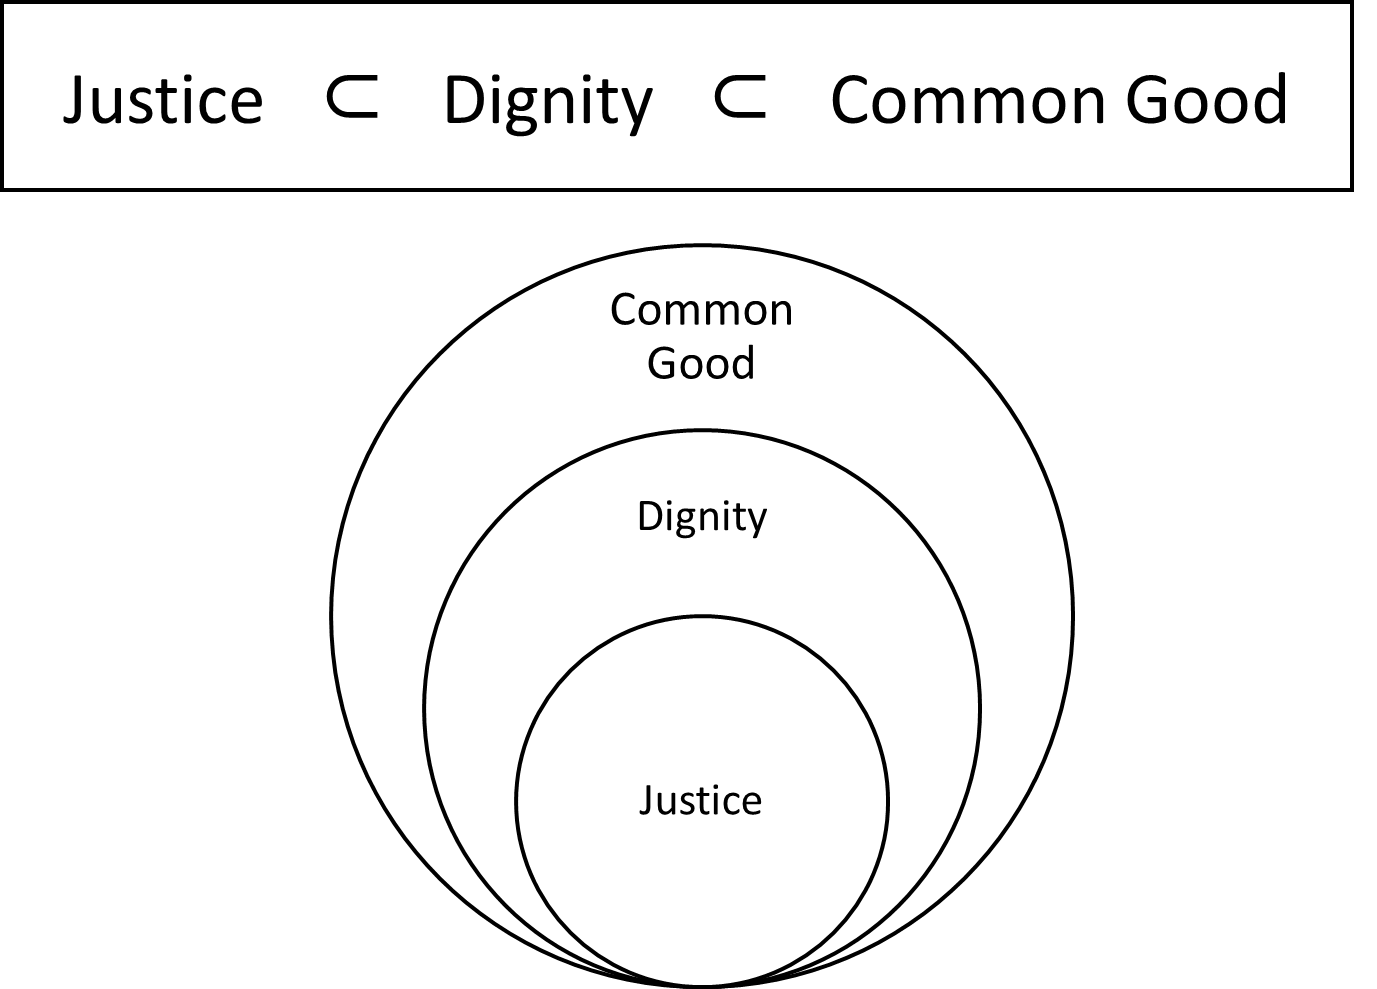 Justice ⊂ Dignity ⊂ Common Good
Common
Good
Dignity
Justice